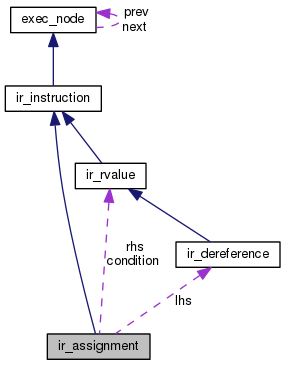 exec_node
prev
next
ir_instruction
ir_rvalue
rhs
condition
ir_dereference
lhs
ir_assignment